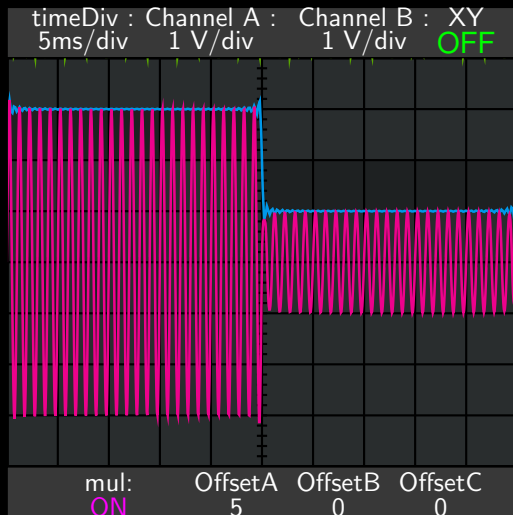 timeDiv : Channel A : Channel B : XY
5ms/div 1 V/div 1 V/div OFF
mul: OffsetA OffsetB OffsetC
ON 5 0 0